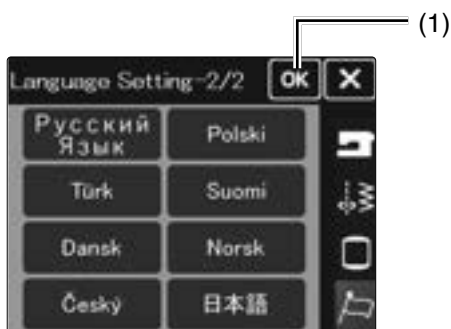 (1)
Language Setting-2/2 OK X
Русский
Язык
Polski
Türk
Suomi
Dansk
Norsk
Český
日本語